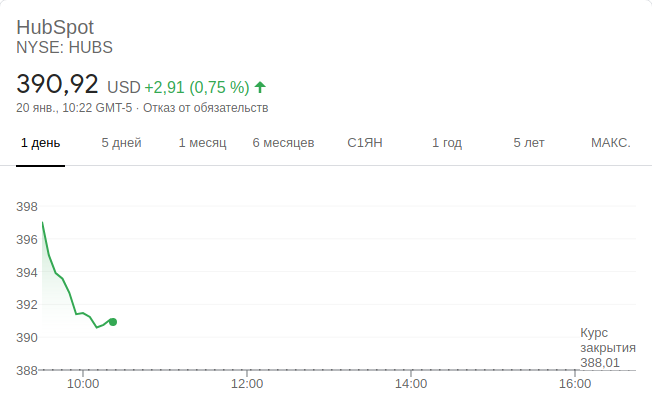 HubSpot
NYSE: HUBS
390,92 USD +2,91 (0,75 %)
20 янв., 10:22 GMT-5 · Отказ от обязательств
1 день 5 дней 1 месяц 6 месяцев С1ЯН 1 год 5 лет МАКС.
398
396
394
392
390
388
Курс
закрытия
388,01
10:00 12:00 14:00 16:00